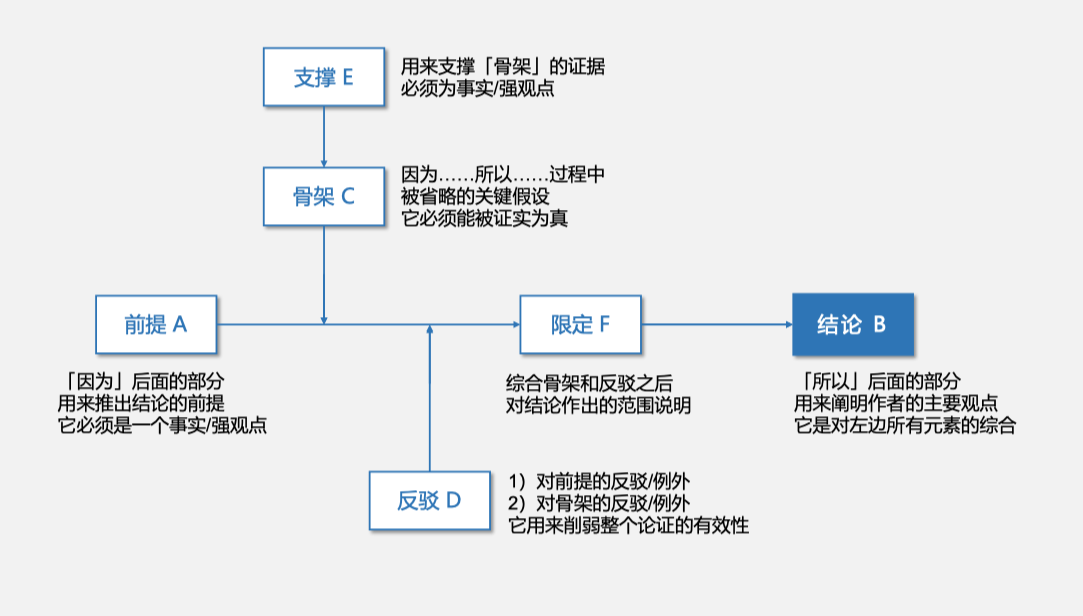 支撑 E
用来支撑「骨架」的证据
必须为事实/强观点
骨架 C
因为……所以……过程中
被省略的关键假设
它必须能被证实为真
前提 A
限定 F
结论 B
「因为」后面的部分
用来推出结论的前提
它必须是一个事实/强观点
综合骨架和反驳之后
对结论作出的范围说明
「所以」后面的部分
用来阐明作者的主要观点
它是对左边所有元素的综合
反驳 D
1）对前提的反驳/例外
2）对骨架的反驳/例外
它用来削弱整个论证的有效性